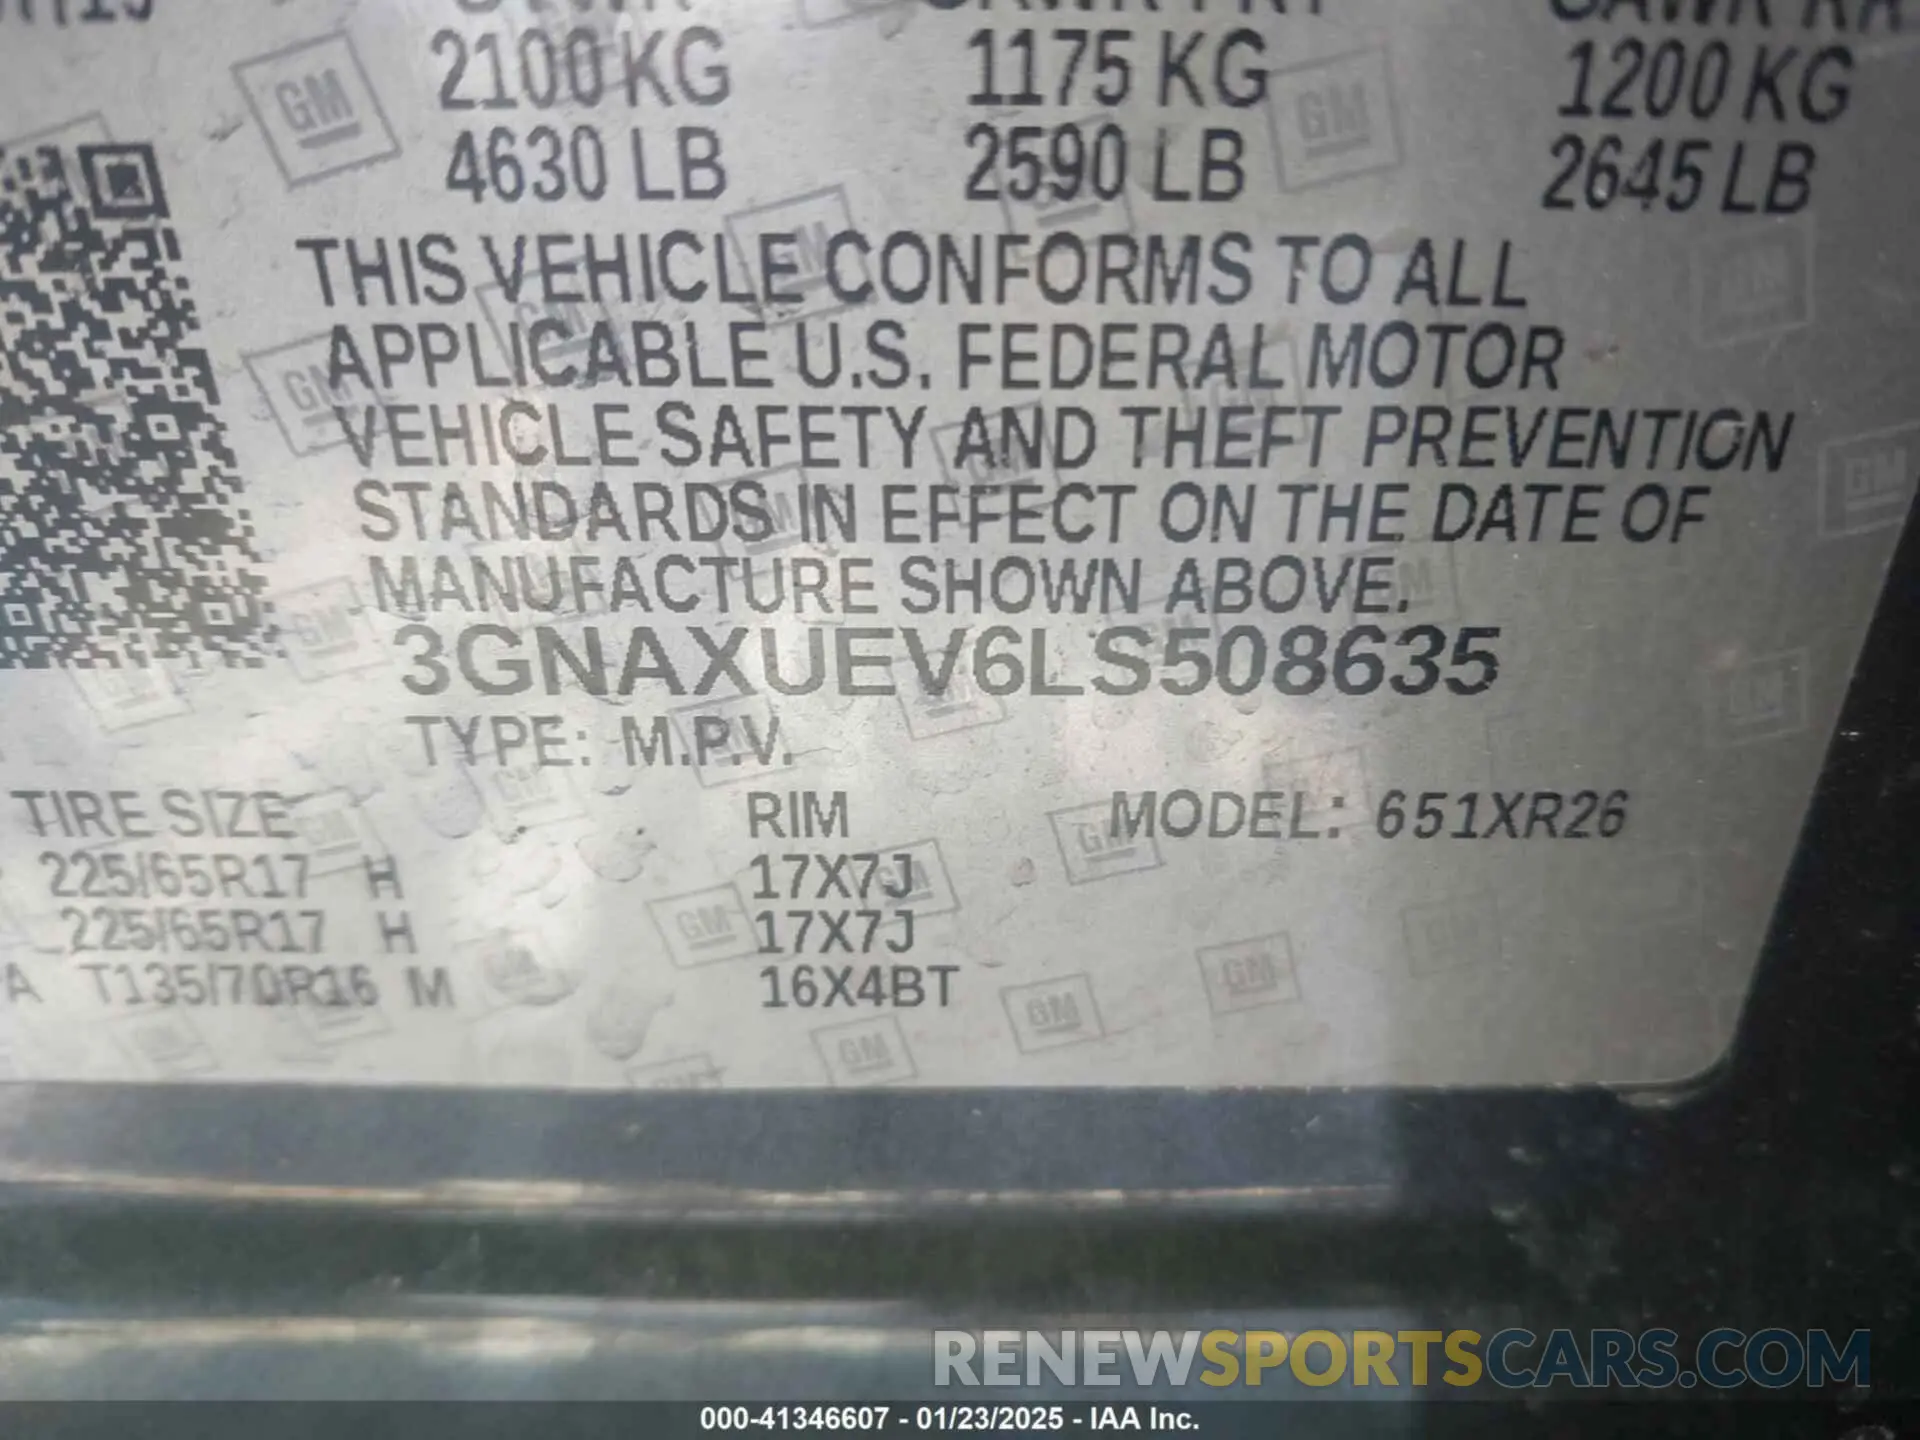 2100 KG 1175 KG 1200 KG
4630 LB 2590 LB 2645 LB
THIS VEHICLE CONFORMS TO ALL
APPLICABLE U.S. FEDERAL MOTOR
VEHICLE SAFETY AND THEFT PREVENTION
STANDARDS IN EFFECT ON THE DATE OF
MANUFACTURE SHOWN ABOVE.
3GNAXUEV6LS508635
TYPE: M.P.V.
TIRE SIZE RIM MODEL: 651XR26
225/65R17 H 17X7J
225/65R17 H 17X7J
T135/70R16 M 16X4BT
GM
RENEWSPORTSCARS.COM
000-41346607 - 01/23/2025 - IAA Inc.